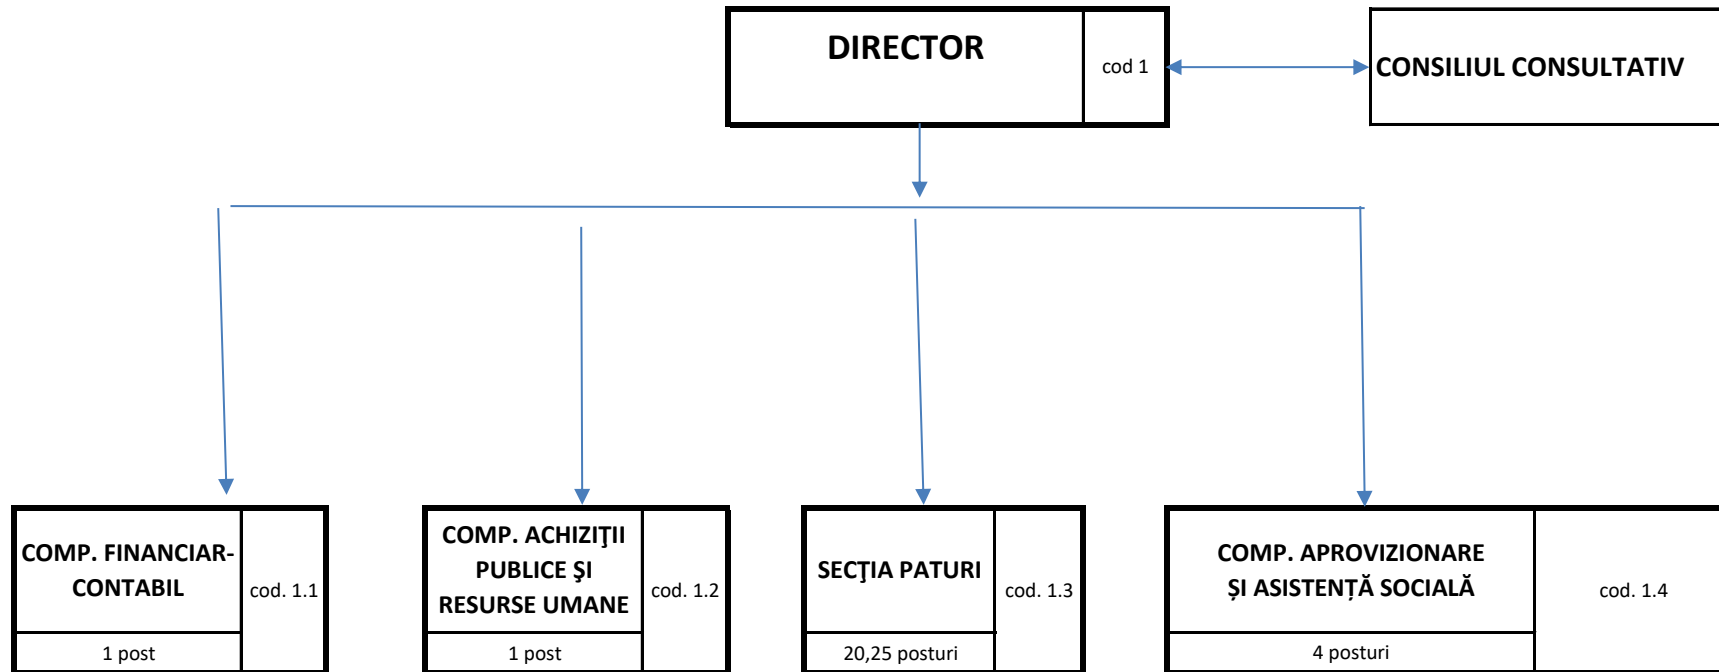 DIRECTOR
cod 1
CONSILIUL CONSULTATIV
COMP. FINANCIAR-
CONTABIL
cod. 1.1
1 post
COMP. ACHIZIŢII
PUBLICE ŞI
RESURSE UMANE
cod. 1.2
1 post
SECŢIA PATURI
cod. 1.3
20,25 posturi
COMP. APROVIZIONARE
ȘI ASISTENȚĂ SOCIALĂ
cod. 1.4
4 posturi